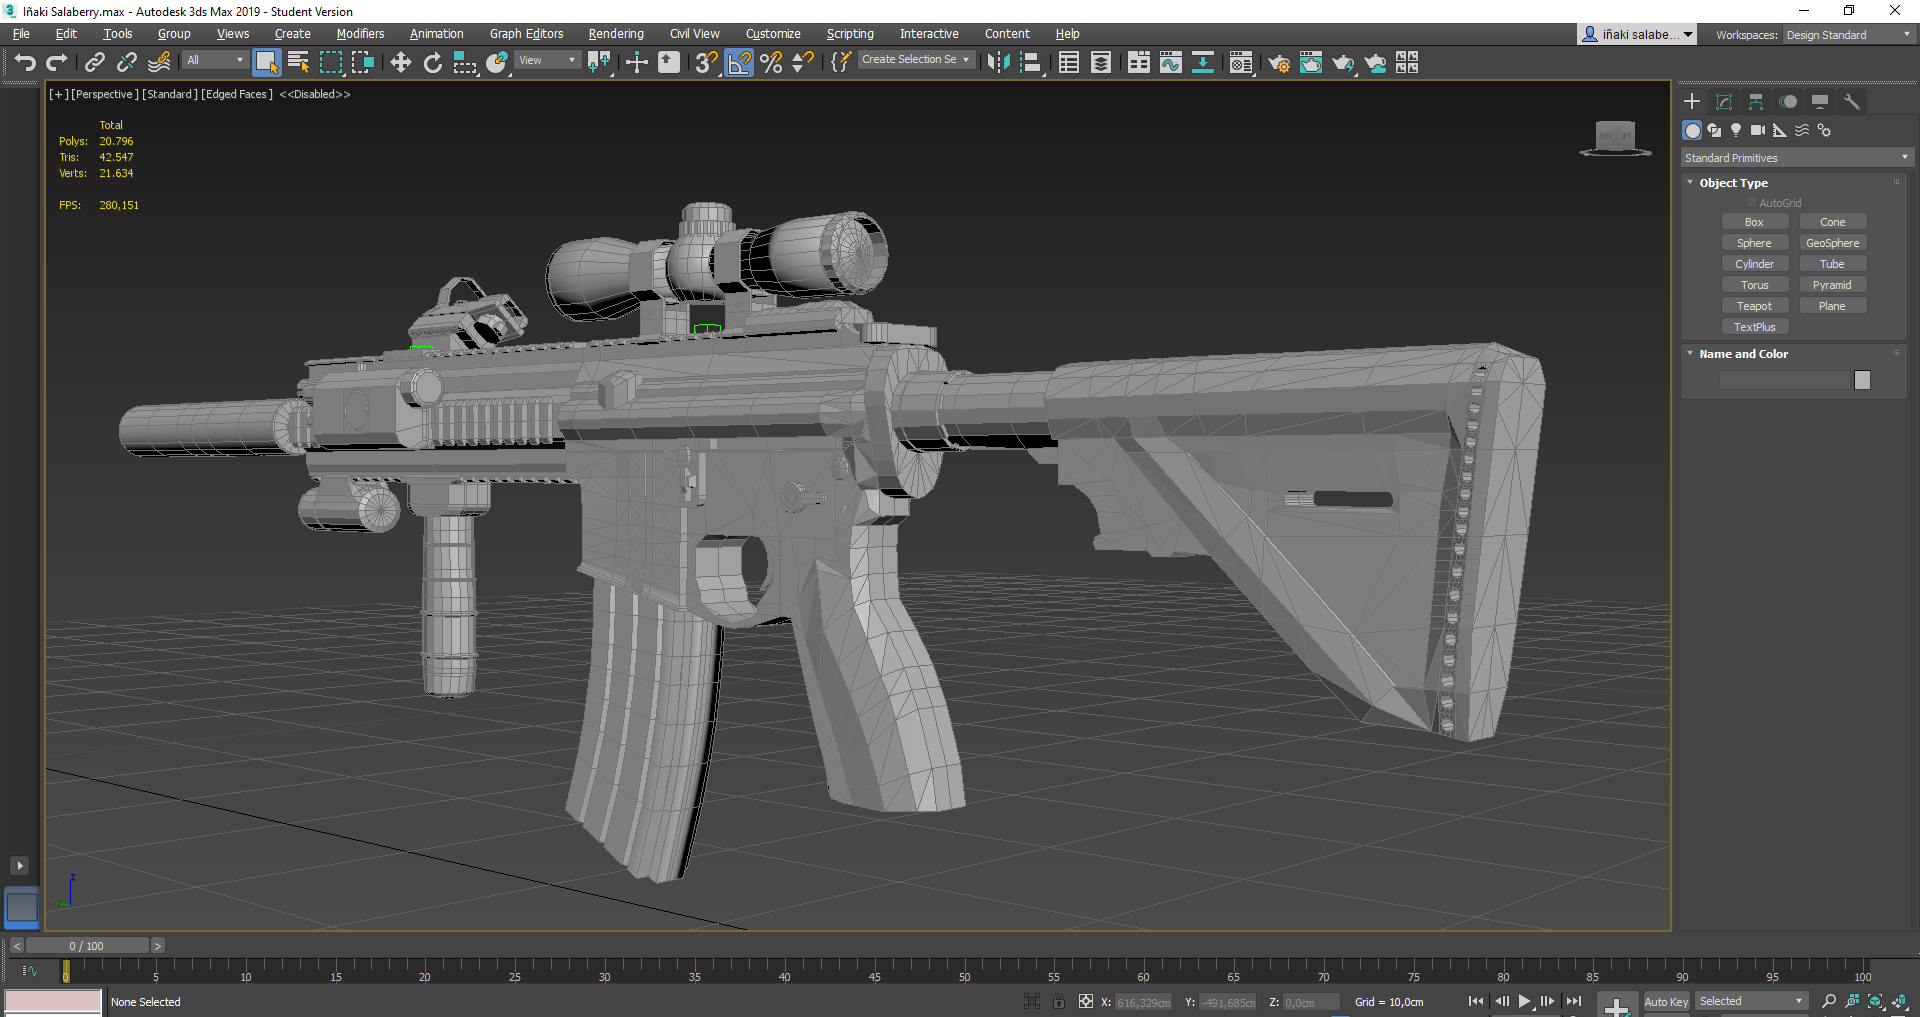 Iñaki Salaberry.max - Autodesk 3ds Max 2019 - Student Version
File Edit Tools Group Views Create Modifiers Animation Graph Editors Rendering Civil View Customize Scripting Interactive Content Help
iñaki salabe... Workspaces: Design Standard
All View Create Selection Se
[+] [Perspective] [Standard] [Edged Faces] <<Disabled>>
Total
Polys: 20.796
Tris: 42.547
Verts: 21.634
FPS: 280,151
Standard Primitives
Object Type
AutoGrid
Box Cone
Sphere GeoSphere
Cylinder Tube
Torus Pyramid
Teapot Plane
TextPlus
Name and Color
z
< 0 / 100 >
0 5 10 15 20 25 30 35 40 45 50 55 60 65 70 75 80 85 90 95 100
None Selected X: 616,329cm Y: -491,685cm Z: 0,0cm Grid = 10,0cm Auto Key Selected